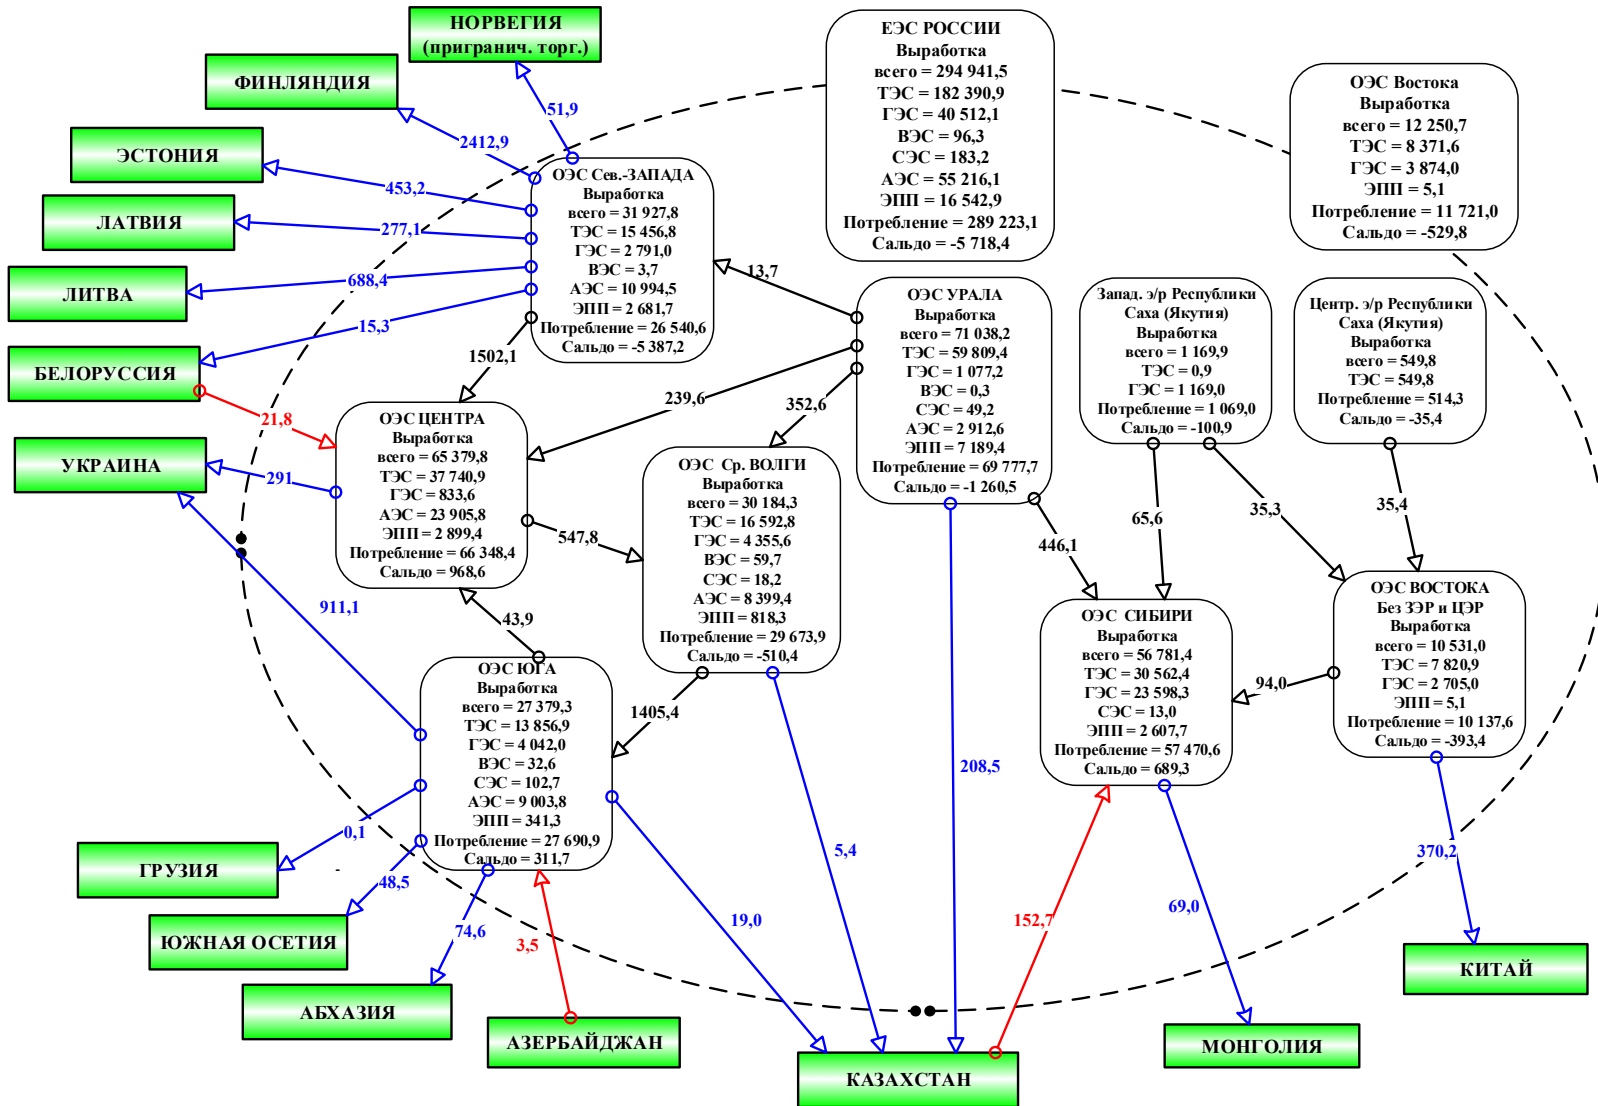 НОРВЕГИЯ
(пригранич. торг.)
ФИНЛЯНДИЯ
ЭСТОНИЯ
ЛАТВИЯ
ЛИТВА
БЕЛОРУССИЯ
УКРАИНА
51,9
2412,9
453,2
277,1
688,4
15,3
21,8
291
911,1
ЕЭС РОССИИ
Выработка
всего = 294 941,5
ТЭС = 182 390,9
ГЭС = 40 512,1
ВЭС = 96,3
СЭС = 183,2
АЭС = 55 216,1
ЭПП = 16 542,9
Потребление = 289 223,1
Сальдо = -5 718,4
ОЭС Востока
Выработка
всего = 12 250,7
ТЭС = 8 371,6
ГЭС = 3 874,0
ЭПП = 5,1
Потребление = 11 721,0
Сальдо = -529,8
ОЭС Сев.-ЗАПАДА
Выработка
всего = 31 927,8
ТЭС = 15 456,8
ГЭС = 2 791,0
ВЭС = 3,7
АЭС = 10 994,5
ЭПП = 2 681,7
Потребление = 26 540,6
Сальдо = -5 387,2
13,7
1502,1
239,6
352,6
ОЭС УРАЛА
Выработка
всего = 71 038,2
ТЭС = 59 809,4
ГЭС = 1 077,2
ВЭС = 0,3
СЭС = 49,2
АЭС = 2 912,6
ЭПП = 7 189,4
Потребление = 69 777,7
Сальдо = -1 260,5
Запад. э/р Республики
Саха (Якутия)
Выработка
всего = 1 169,9
ТЭС = 0,9
ГЭС = 1 169,0
Потребление = 1 069,0
Сальдо = -100,9
Центр. э/р Республики
Саха (Якутия)
Выработка
всего = 549,8
ТЭС = 549,8
Потребление = 514,3
Сальдо = -35,4
ОЭС ЦЕНТРА
Выработка
всего = 65 379,8
ТЭС = 37 740,9
ГЭС = 833,6
АЭС = 23 905,8
ЭПП = 2 899,4
Потребление = 66 348,4
Сальдо = 968,6
547,8
43,9
ОЭС Ср. ВОЛГИ
Выработка
всего = 30 184,3
ТЭС = 16 592,8
ГЭС = 4 355,6
ВЭС = 59,7
СЭС = 18,2
АЭС = 8 399,4
ЭПП = 818,3
Потребление = 29 673,9
Сальдо = -510,4
446,1
65,6
35,3
35,4
ОЭС СИБИРИ
Выработка
всего = 56 781,4
ТЭС = 30 562,4
ГЭС = 23 598,3
СЭС = 13,0
ЭПП = 2 607,7
Потребление = 57 470,6
Сальдо = 689,3
94,0
ОЭС ВОСТОКА
Без ЗЭР и ЦЭР
Выработка
всего = 10 531,0
ТЭС = 7 820,9
ГЭС = 2 705,0
ЭПП = 5,1
Потребление = 10 137,6
Сальдо = -393,4
ОЭС ЮГА
Выработка
всего = 27 379,3
ТЭС = 13 856,9
ГЭС = 4 042,0
ВЭС = 32,6
СЭС = 102,7
АЭС = 9 003,8
ЭПП = 341,3
Потребление = 27 690,9
Сальдо = 311,7
1405,4
208,5
0,1
48,5
74,6
3,5
19,0
5,4
152,7
69,0
370,2
ГРУЗИЯ
-
ЮЖНАЯ ОСЕТИЯ
АБХАЗИЯ
АЗЕРБАЙДЖАН
КАЗАХСТАН
МОНГОЛИЯ
КИТАЙ